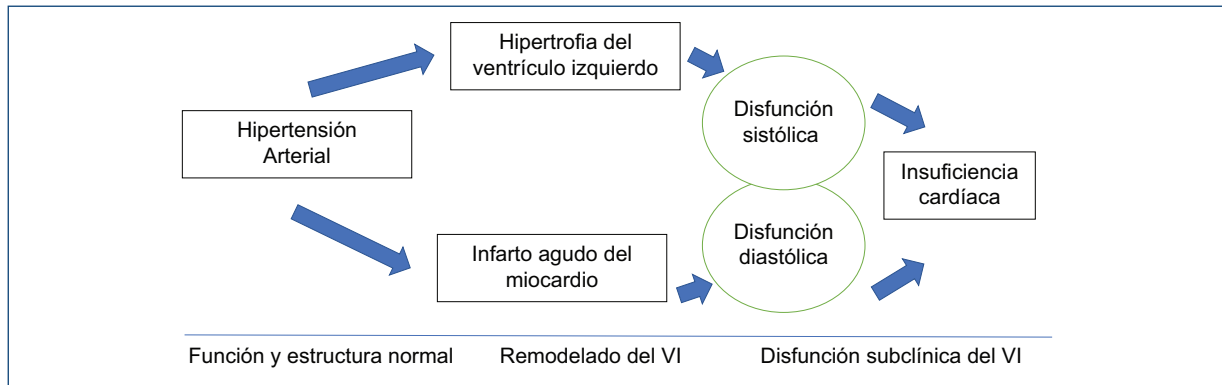 Hipertensión
Arterial
Hipertrofia del
ventrículo izquierdo
Infarto agudo del
miocardio
Disfunción
sistólica
Disfunción
diastólica
Insuficiencia
cardíaca
Función y estructura normal
Remodelado del VI
Disfunción subclínica del VI